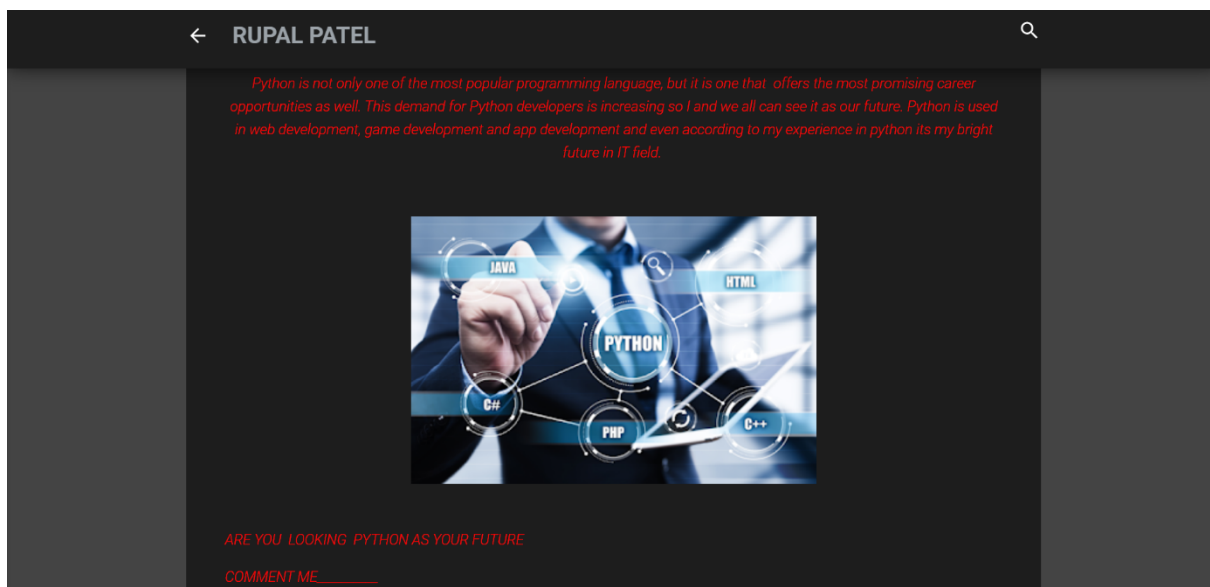 RUPAL PATEL
Python is not only one of the most popular programming language, but it is one that offers the most promising career
opportunities as well. This demand for Python developers is increasing so I and we all can see it as our future. Python is used
in web development, game development and app development and even according to my experience in python its my bright
future in IT field.
JAVA
HTML
PYTHON
C#
PHP
C++
ARE YOU LOOKING PYTHON AS YOUR FUTURE
COMMENT ME________